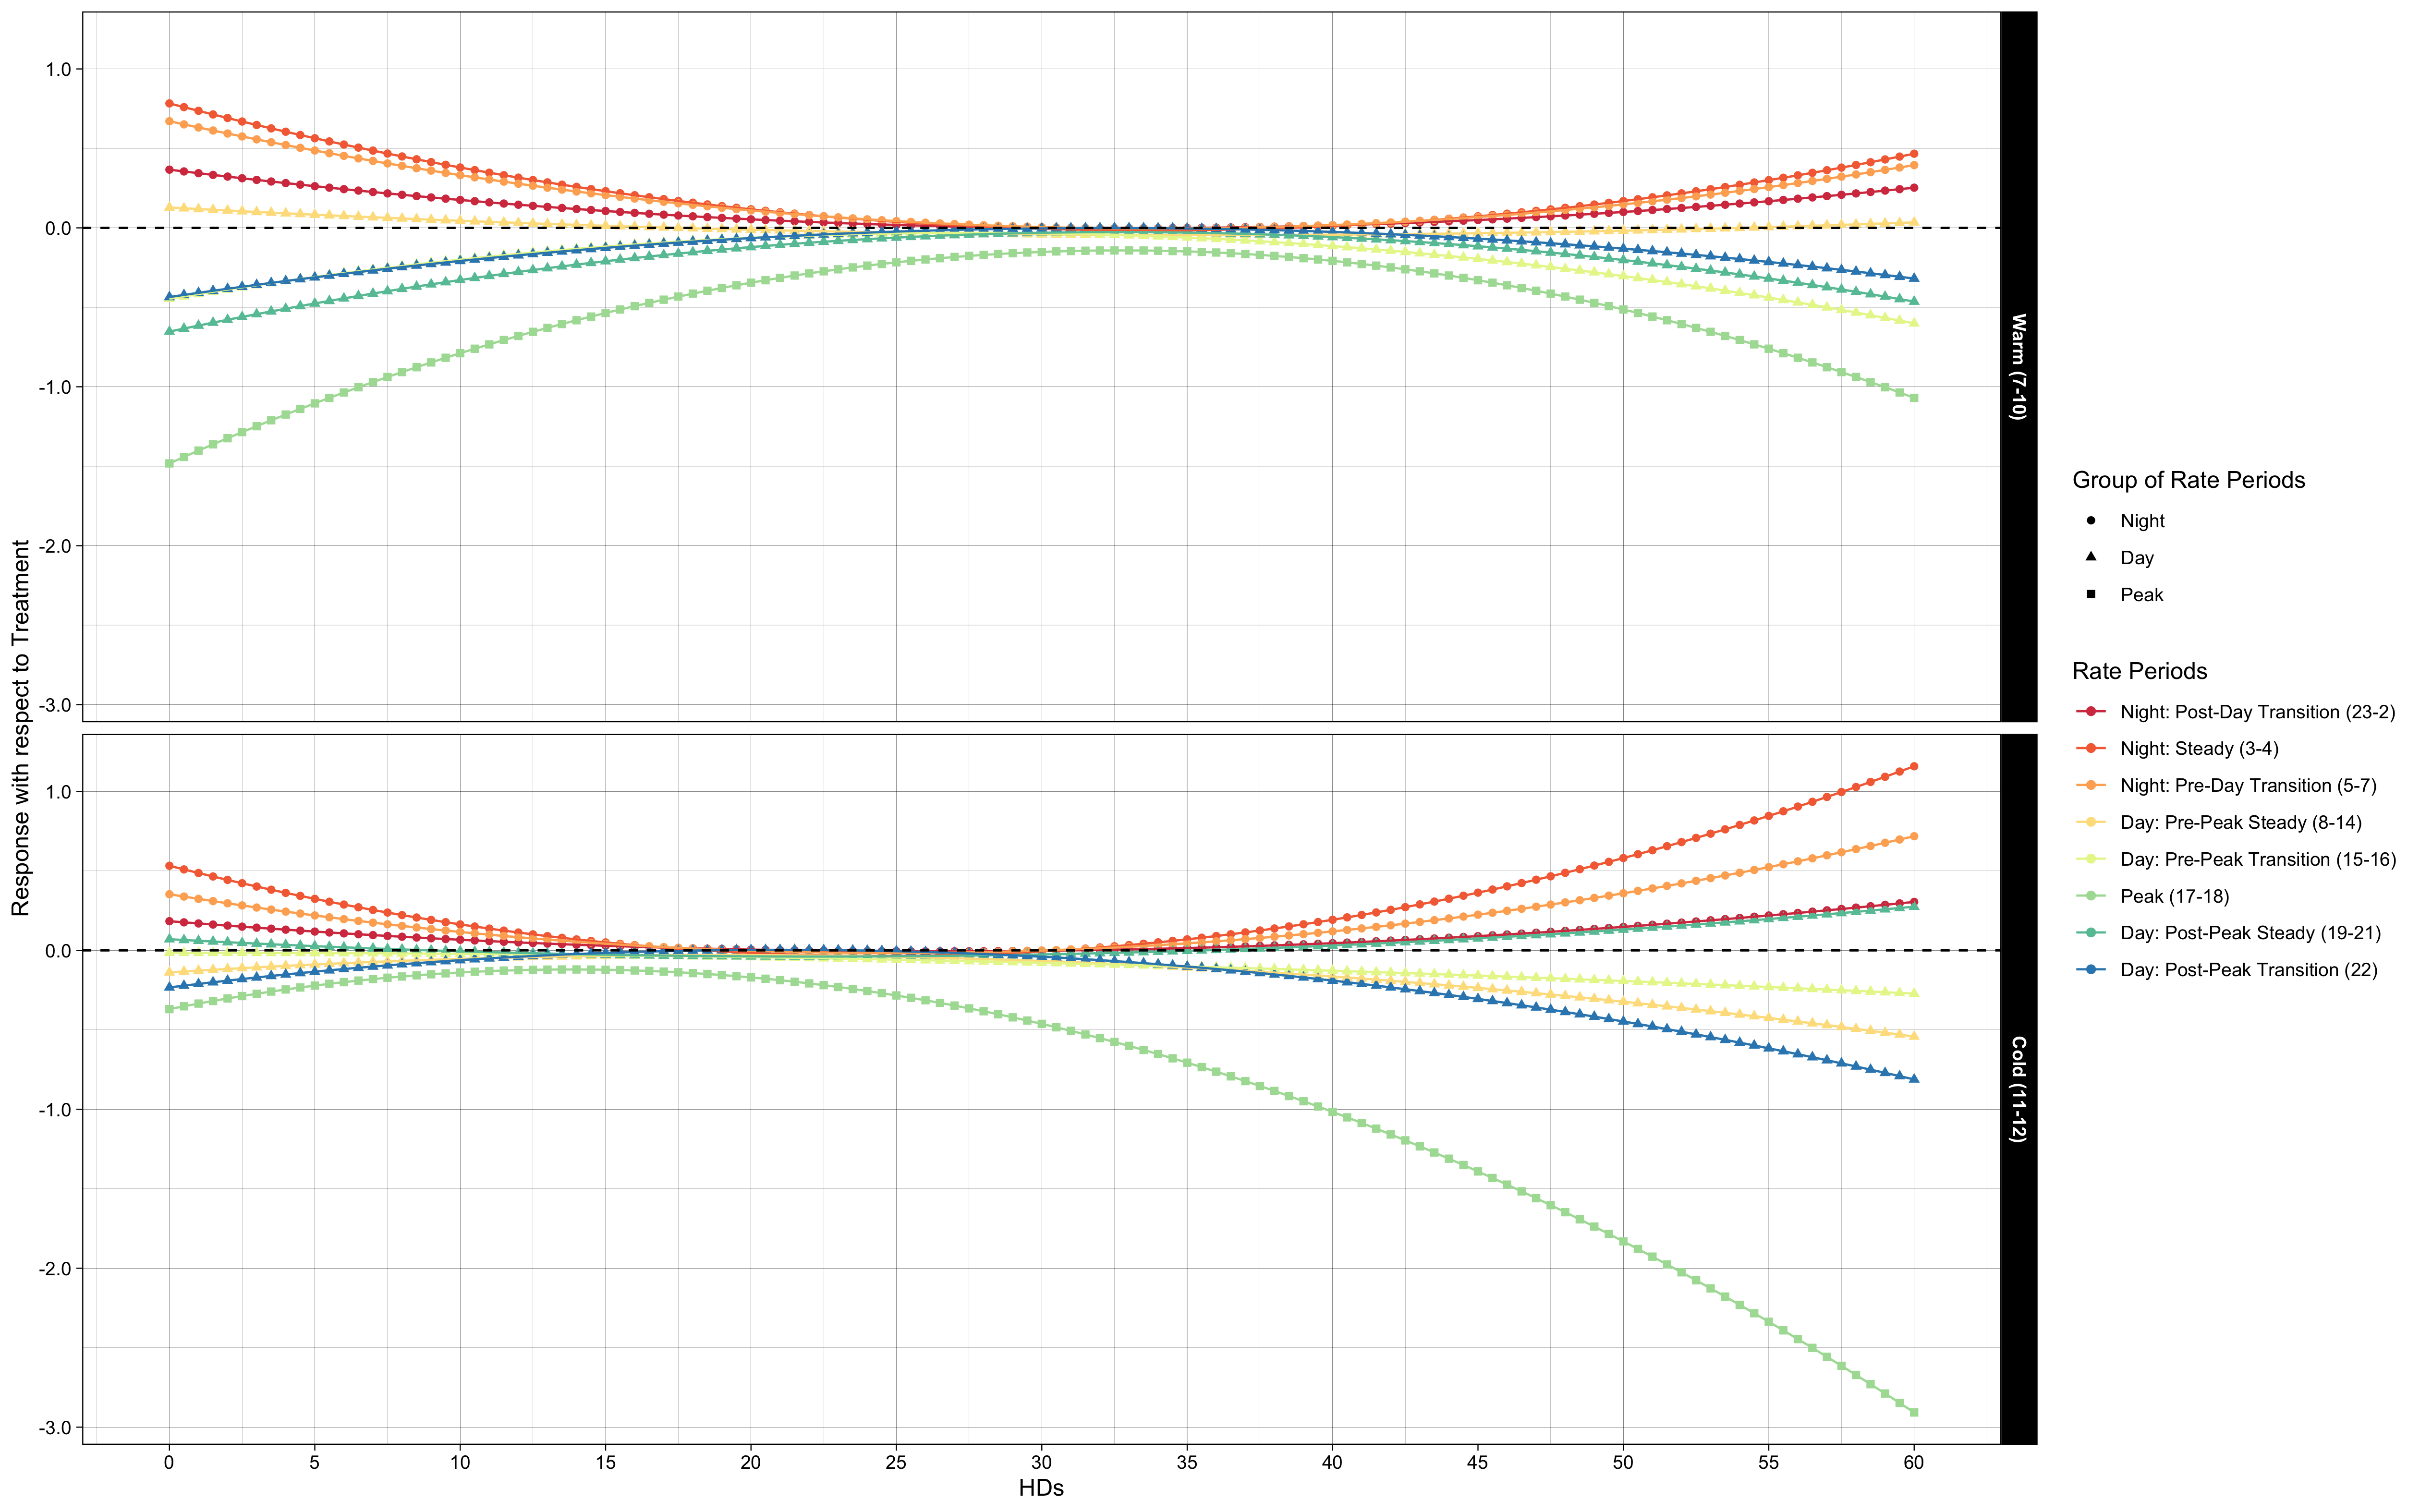 Response with respect to Treatment
1.0
0.0
-1.0
-2.0
-3.0
Warm (7-10)
1.0
0.0
-1.0
-2.0
-3.0
Cold (11-12)
0 5 10 15 20 25 30 35 40 45 50 55 60
HDs
Group of Rate Periods
Night
Day
Peak
Rate Periods
Night: Post-Day Transition (23-2)
Night: Steady (3-4)
Night: Pre-Day Transition (5-7)
Day: Pre-Peak Steady (8-14)
Day: Pre-Peak Transition (15-16)
Peak (17-18)
Day: Post-Peak Steady (19-21)
Day: Post-Peak Transition (22)